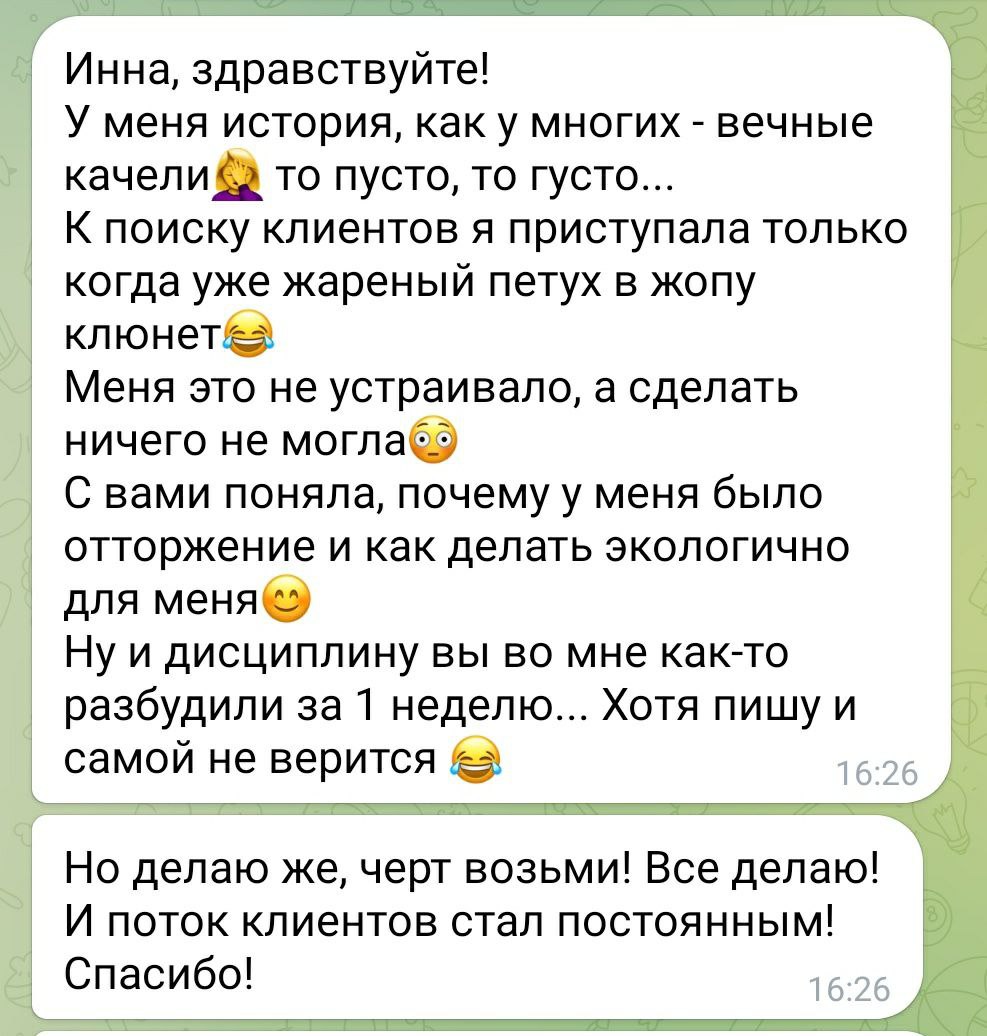 Инна, здравствуйте!
У меня история, как у многих - вечные
качели🤦‍♀️ то пусто, то густо...
К поиску клиентов я приступала только
когда уже жареный петух в жопу
клюнет😂
Меня это не устраивало, а сделать
ничего не могла😳
С вами поняла, почему у меня было
отторжение и как делать экологично
для меня😊
Ну и дисциплину вы во мне как-то
разбудили за 1 неделю... Хотя пишу и
самой не верится 😂
16:26
Но делаю же, черт возьми! Все делаю!
И поток клиентов стал постоянным!
Спасибо!
16:26